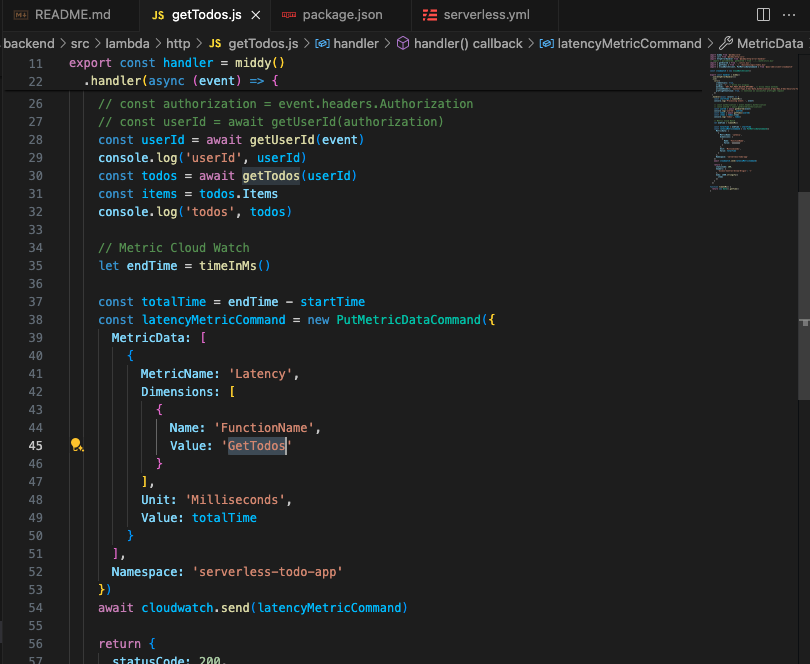 README.md
JS getTodos.js
package.json
serverless.yml
backend > src > lambda > http > JS getTodos.js > handler > handler() callback > latencyMetricCommand > MetricData
11 export const handler = middy()
22 .handler(async (event) => {
26 // const authorization = event.headers.Authorization
27 // const userId = await getUserId(authorization)
28 const userId = await getUserId(event)
29 console.log('userId', userId)
30 const todos = await getTodos(userId)
31 const items = todos.Items
32 console.log('todos', todos)
33
34 // Metric Cloud Watch
35 let endTime = timeInMs()
36
37 const totalTime = endTime - startTime
38 const latencyMetricCommand = new PutMetricDataCommand({
39 MetricData: [
40 {
41 MetricName: 'Latency',
42 Dimensions: [
43 {
44 Name: 'FunctionName',
45 Value: 'GetTodos'
46 }
47 ],
48 Unit: 'Milliseconds',
49 Value: totalTime
50 }
51 ],
52 Namespace: 'serverless-todo-app'
53 })
54 await cloudwatch.send(latencyMetricCommand)
55
56 return {
57 statusCode: 200,